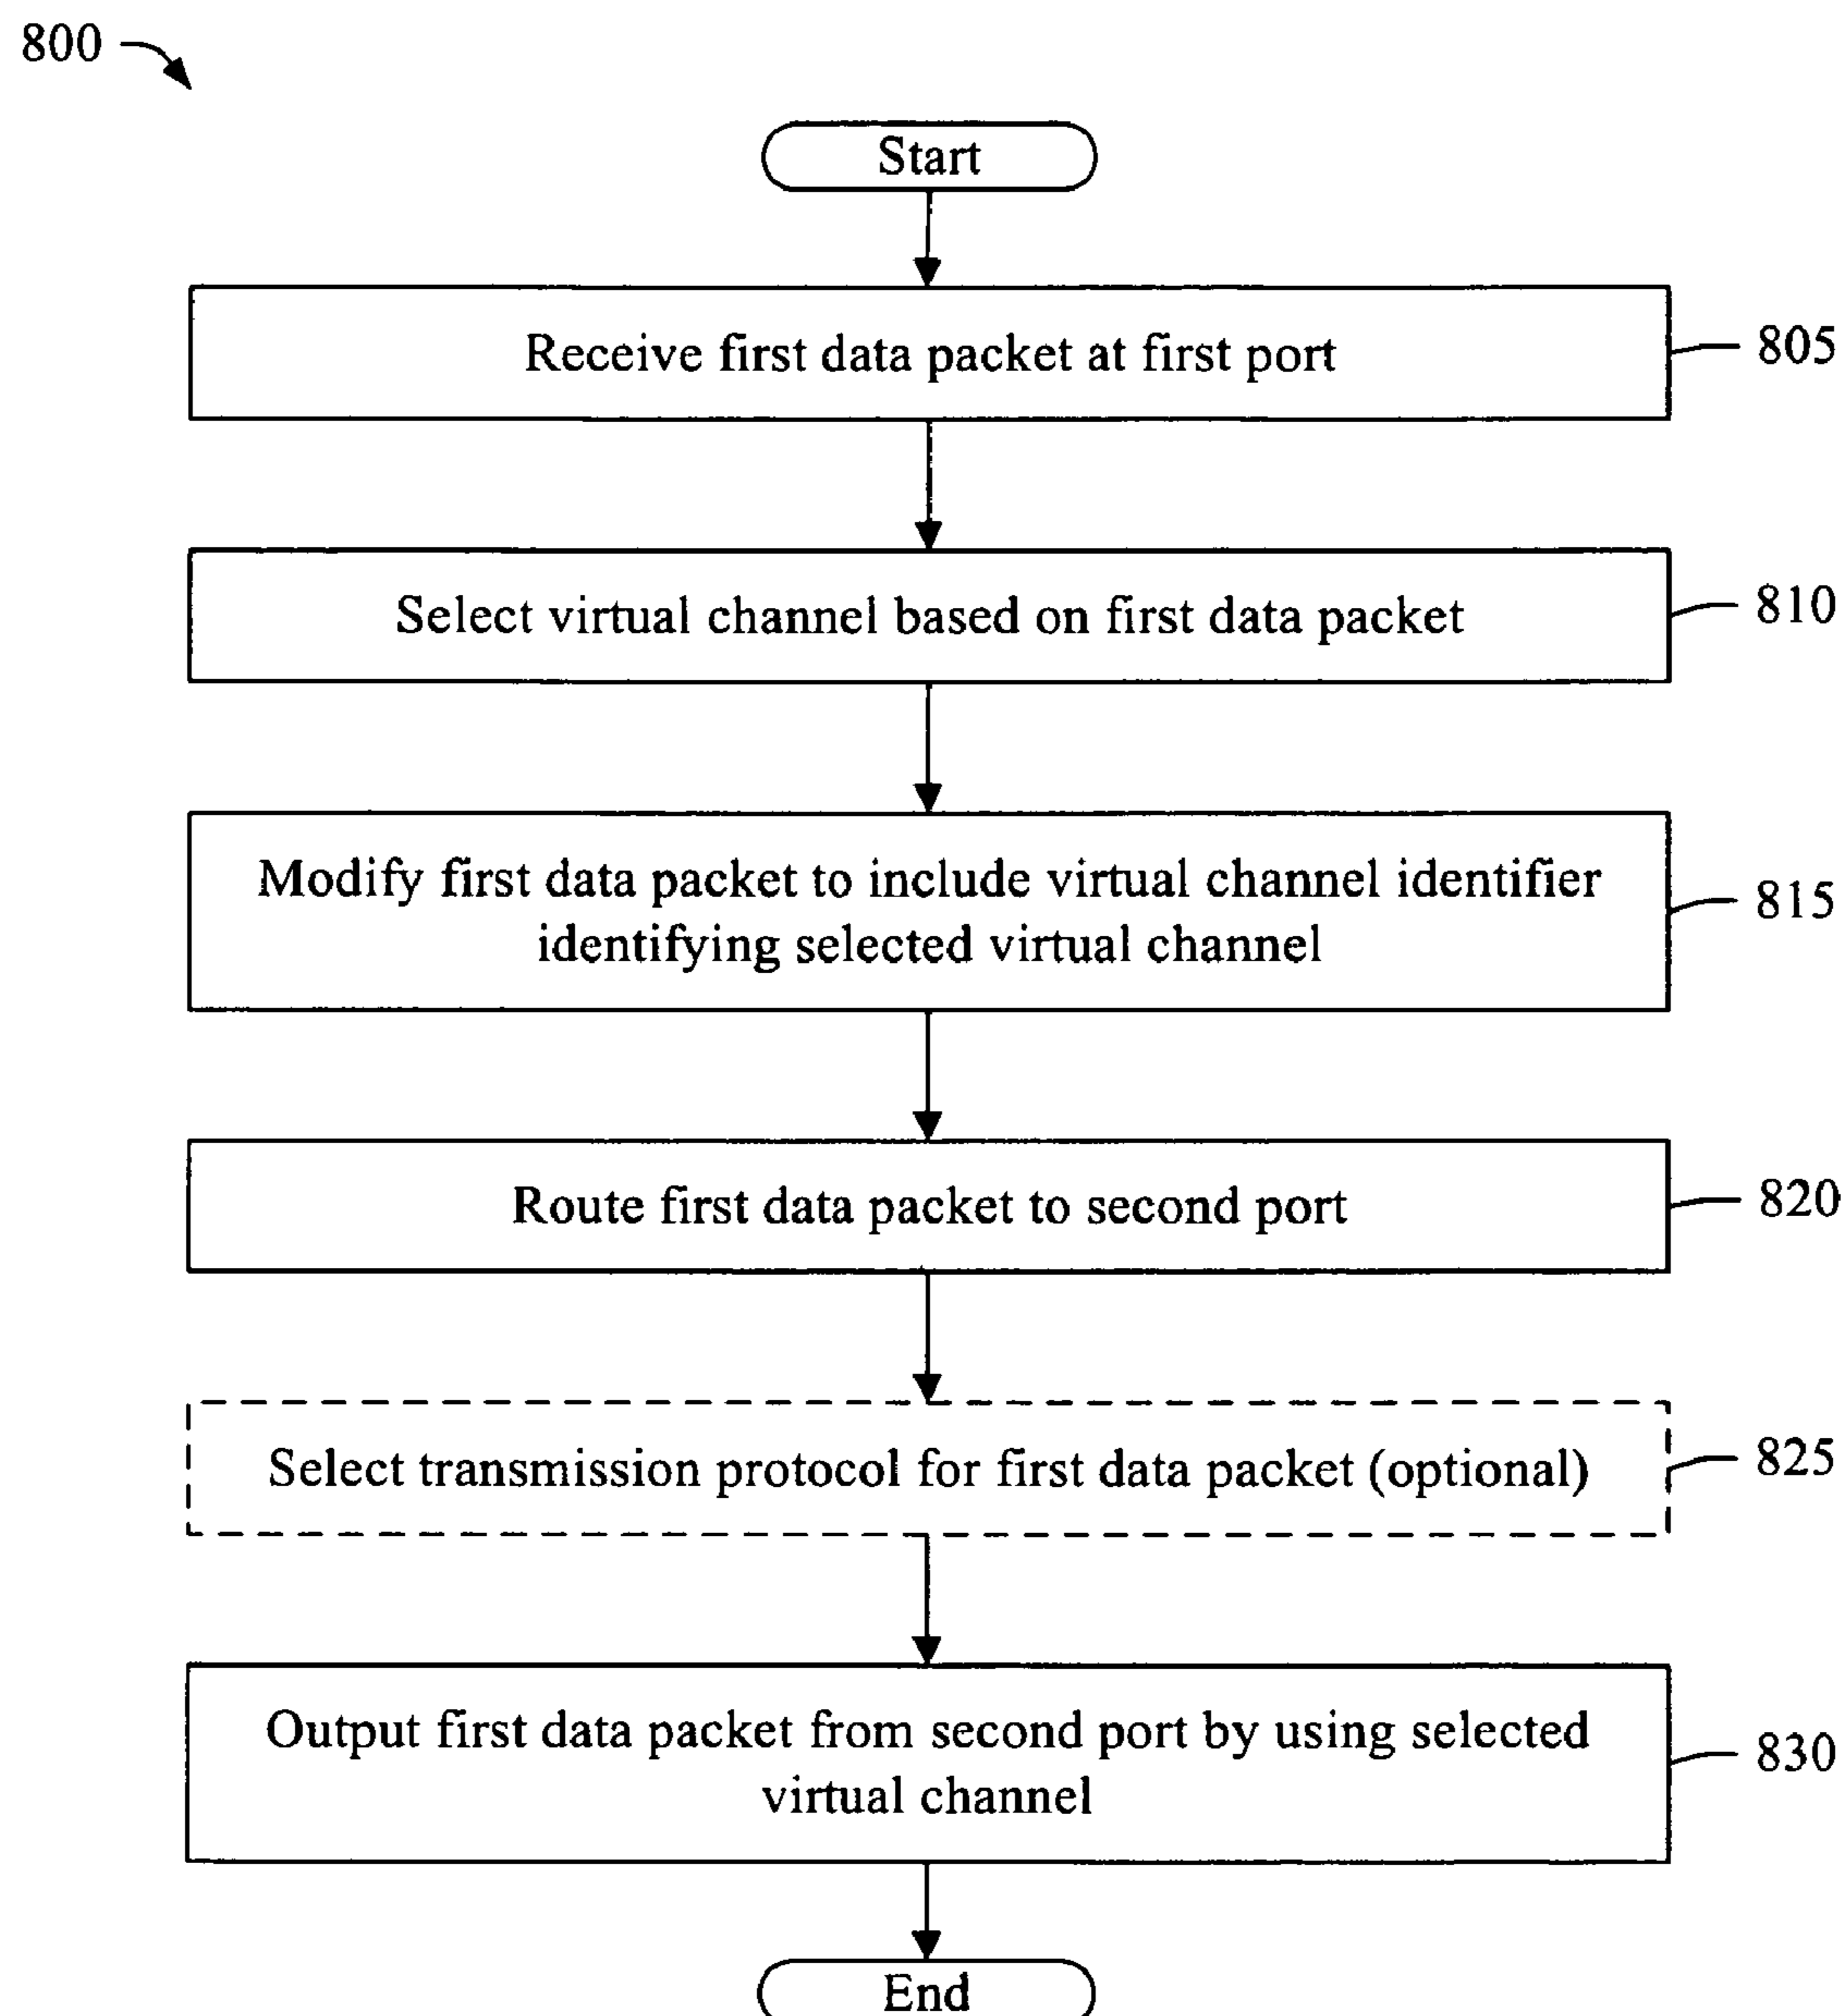 800
Start
Receive first data packet at first port
805
Select virtual channel based on first data packet
810
Modify first data packet to include virtual channel identifier
identifying selected virtual channel
815
Route first data packet to second port
820
Select transmission protocol for first data packet (optional)
825
Output first data packet from second port by using selected
virtual channel
830
End